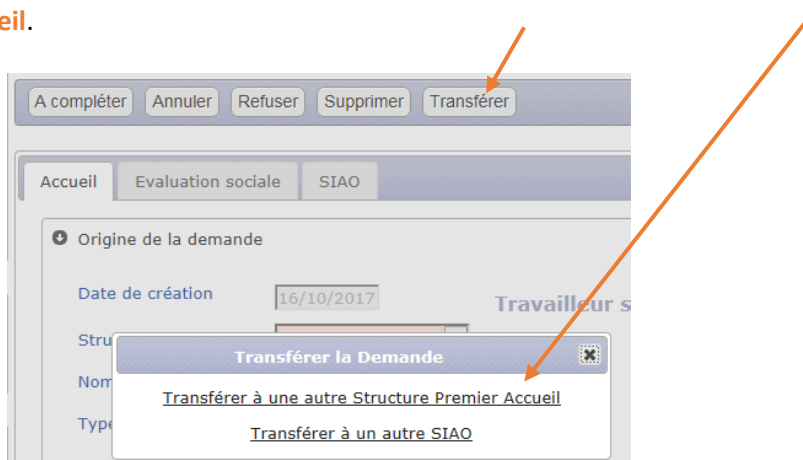 eil.
A compléter Annuler Refuser Supprimer Transférer
Accueil Evaluation sociale SIAO
Origine de la demande
Date de création 16/10/2017 Travailleur s
Stru
Transférer la Demande
Nom
Transférer à une autre Structure Premier Accueil
Type
Transférer à un autre SIAO